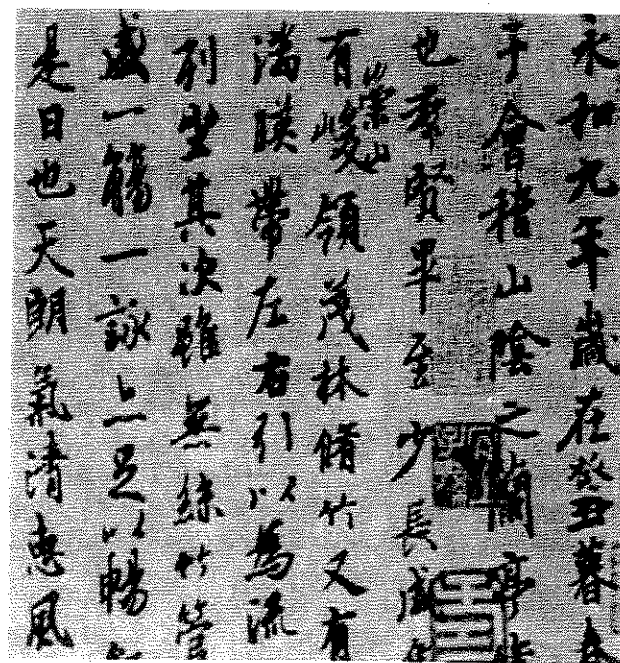 永和九年歲在癸丑暮春
于會稽山陰之蘭亭
也羣賢畢至少長咸
有崇山峻領茂林脩竹又有
湍暎帶左右引以為流
列坐其次雖無絲竹管
盛一觴一詠亦足以暢
是日也天朗氣清惠風